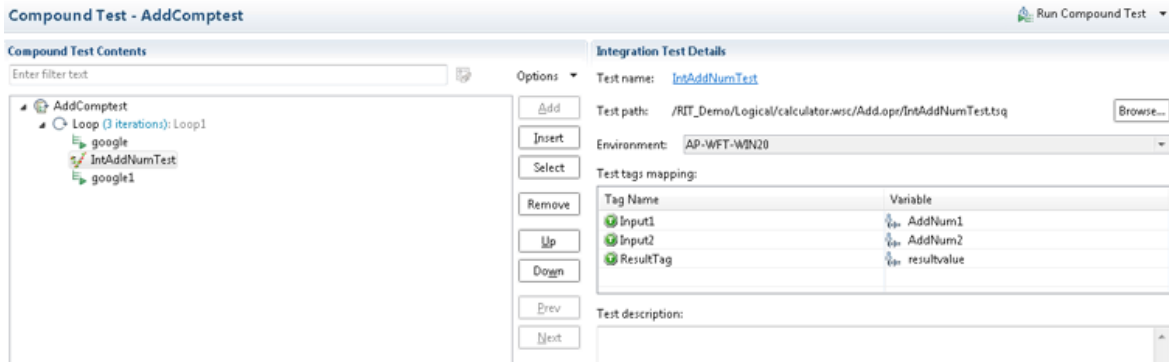 Compound Test - AddComptest
Run Compound Test
Compound Test Contents
Enter filter text
Options
AddComptest
Loop (3 iterations): Loop1
google
IntAddNumTest
google1
Add
Insert
Select
Remove
Up
Down
Prev
Next
Integration Test Details
Test name: IntAddNumTest
Test path: /RIT_Demo/Logical/calculator.wsc/Add.opr/IntAddNumTest.tsq Browse...
Environment: AP-WFT-WIN20
Test tags mapping:
Tag Name Variable
Input1 AddNum1
Input2 AddNum2
ResultTag resultvalue
Test description: